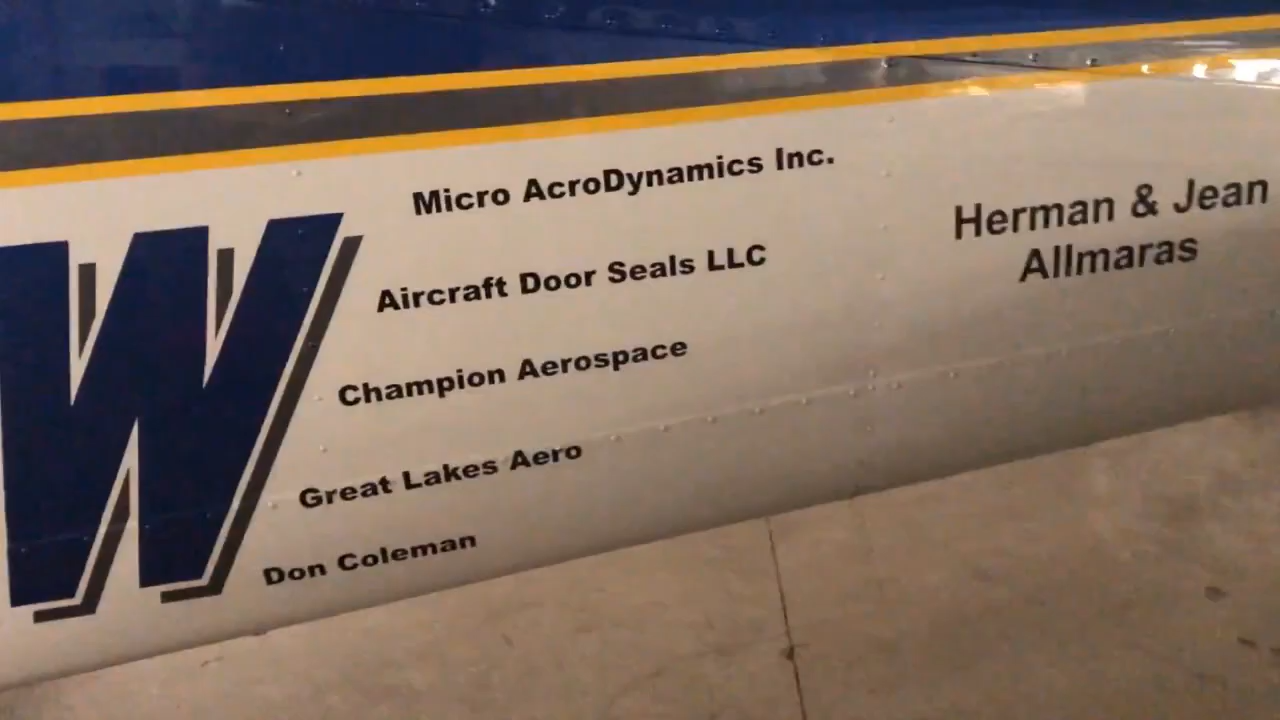 W
Micro AcroDynamics Inc.
Aircraft Door Seals LLC
Champion Aerospace
Great Lakes Aero
Don Coleman
Herman & Jean
Allmaras